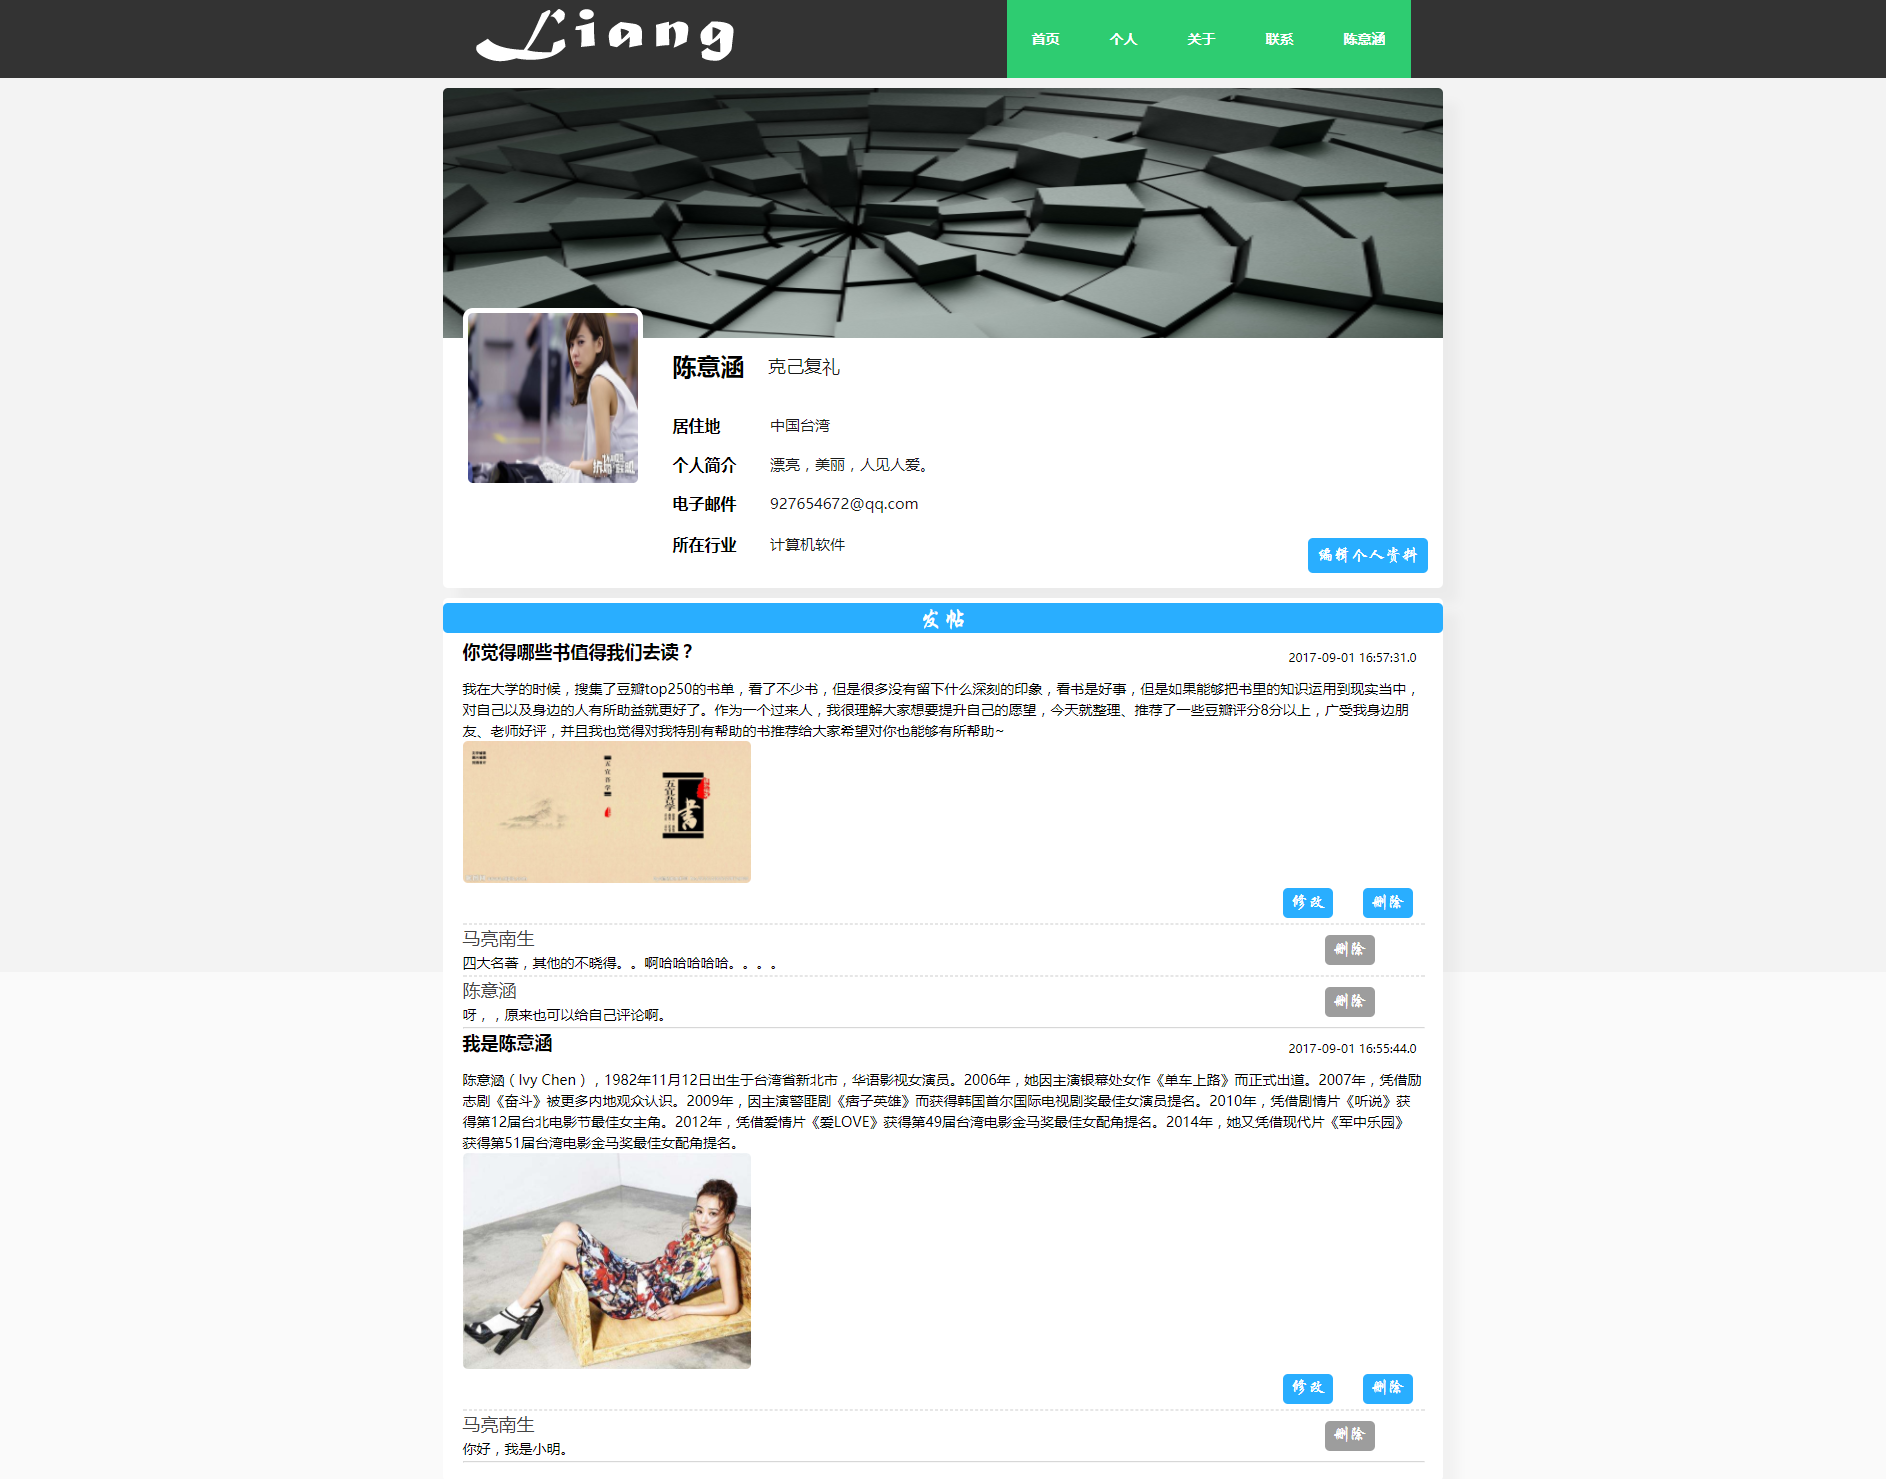 Liang
首页 个人 关于 联系 陈意涵
陈意涵 克己复礼
居住地 中国台湾
个人简介 漂亮，美丽，人见人爱。
电子邮件 927654672@qq.com
所在行业 计算机软件
编辑个人资料
发帖
你觉得哪些书值得我们去读？ 2017-09-01 16:57:31.0
我在大学的时候，搜集了豆瓣top250的书单，看了不少书，但是很多没有留下什么深刻的印象，看书是好事，但是如果能够把书里的知识运用到现实当中，
对自己以及身边的人有所助益就更好了。作为一个过来人，我很理解大家想要提升自己的愿望，今天就整理、推荐了一些豆瓣评分8分以上，广受我身边朋
友、老师好评，并且我也觉得对我特别有帮助的书推荐给大家希望对你也能够有所帮助~
书
修改 删除
马亮南生 删除
四大名著，其他的不晓得。。啊哈哈哈哈哈。。。。
陈意涵 删除
呀，，原来也可以给自己评论啊。
我是陈意涵 2017-09-01 16:55:44.0
陈意涵（Ivy Chen），1982年11月12日出生于台湾省新北市，华语影视女演员。2006年，她因主演银幕处女作《单车上路》而正式出道。2007年，凭借励
志剧《奋斗》被更多内地观众认识。2009年，因主演警匪剧《痞子英雄》而获得韩国首尔国际电视剧奖最佳女演员提名。2010年，凭借剧情片《听说》获
得第12届台北电影节最佳女主角。2012年，凭借爱情片《爱LOVE》获得第49届台湾电影金马奖最佳女配角提名。2014年，她又凭借现代片《军中乐园》
获得第51届台湾电影金马奖最佳女配角提名。
修改 删除
马亮南生 删除
你好，我是小明。